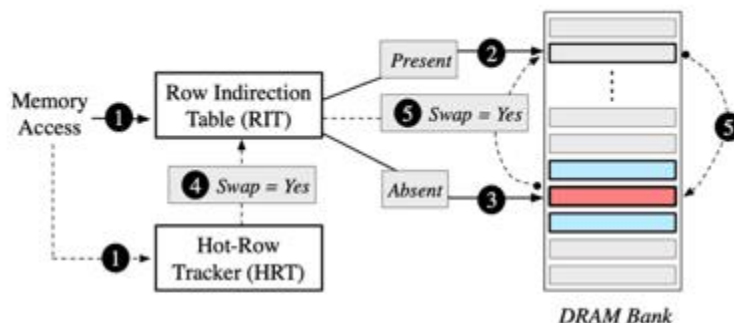 Memory
Access
1
Row Indirection
Table (RIT)
Present
2
5 Swap = Yes
5
4 Swap = Yes
Absent
3
1
Hot-Row
Tracker (HRT)
DRAM Bank